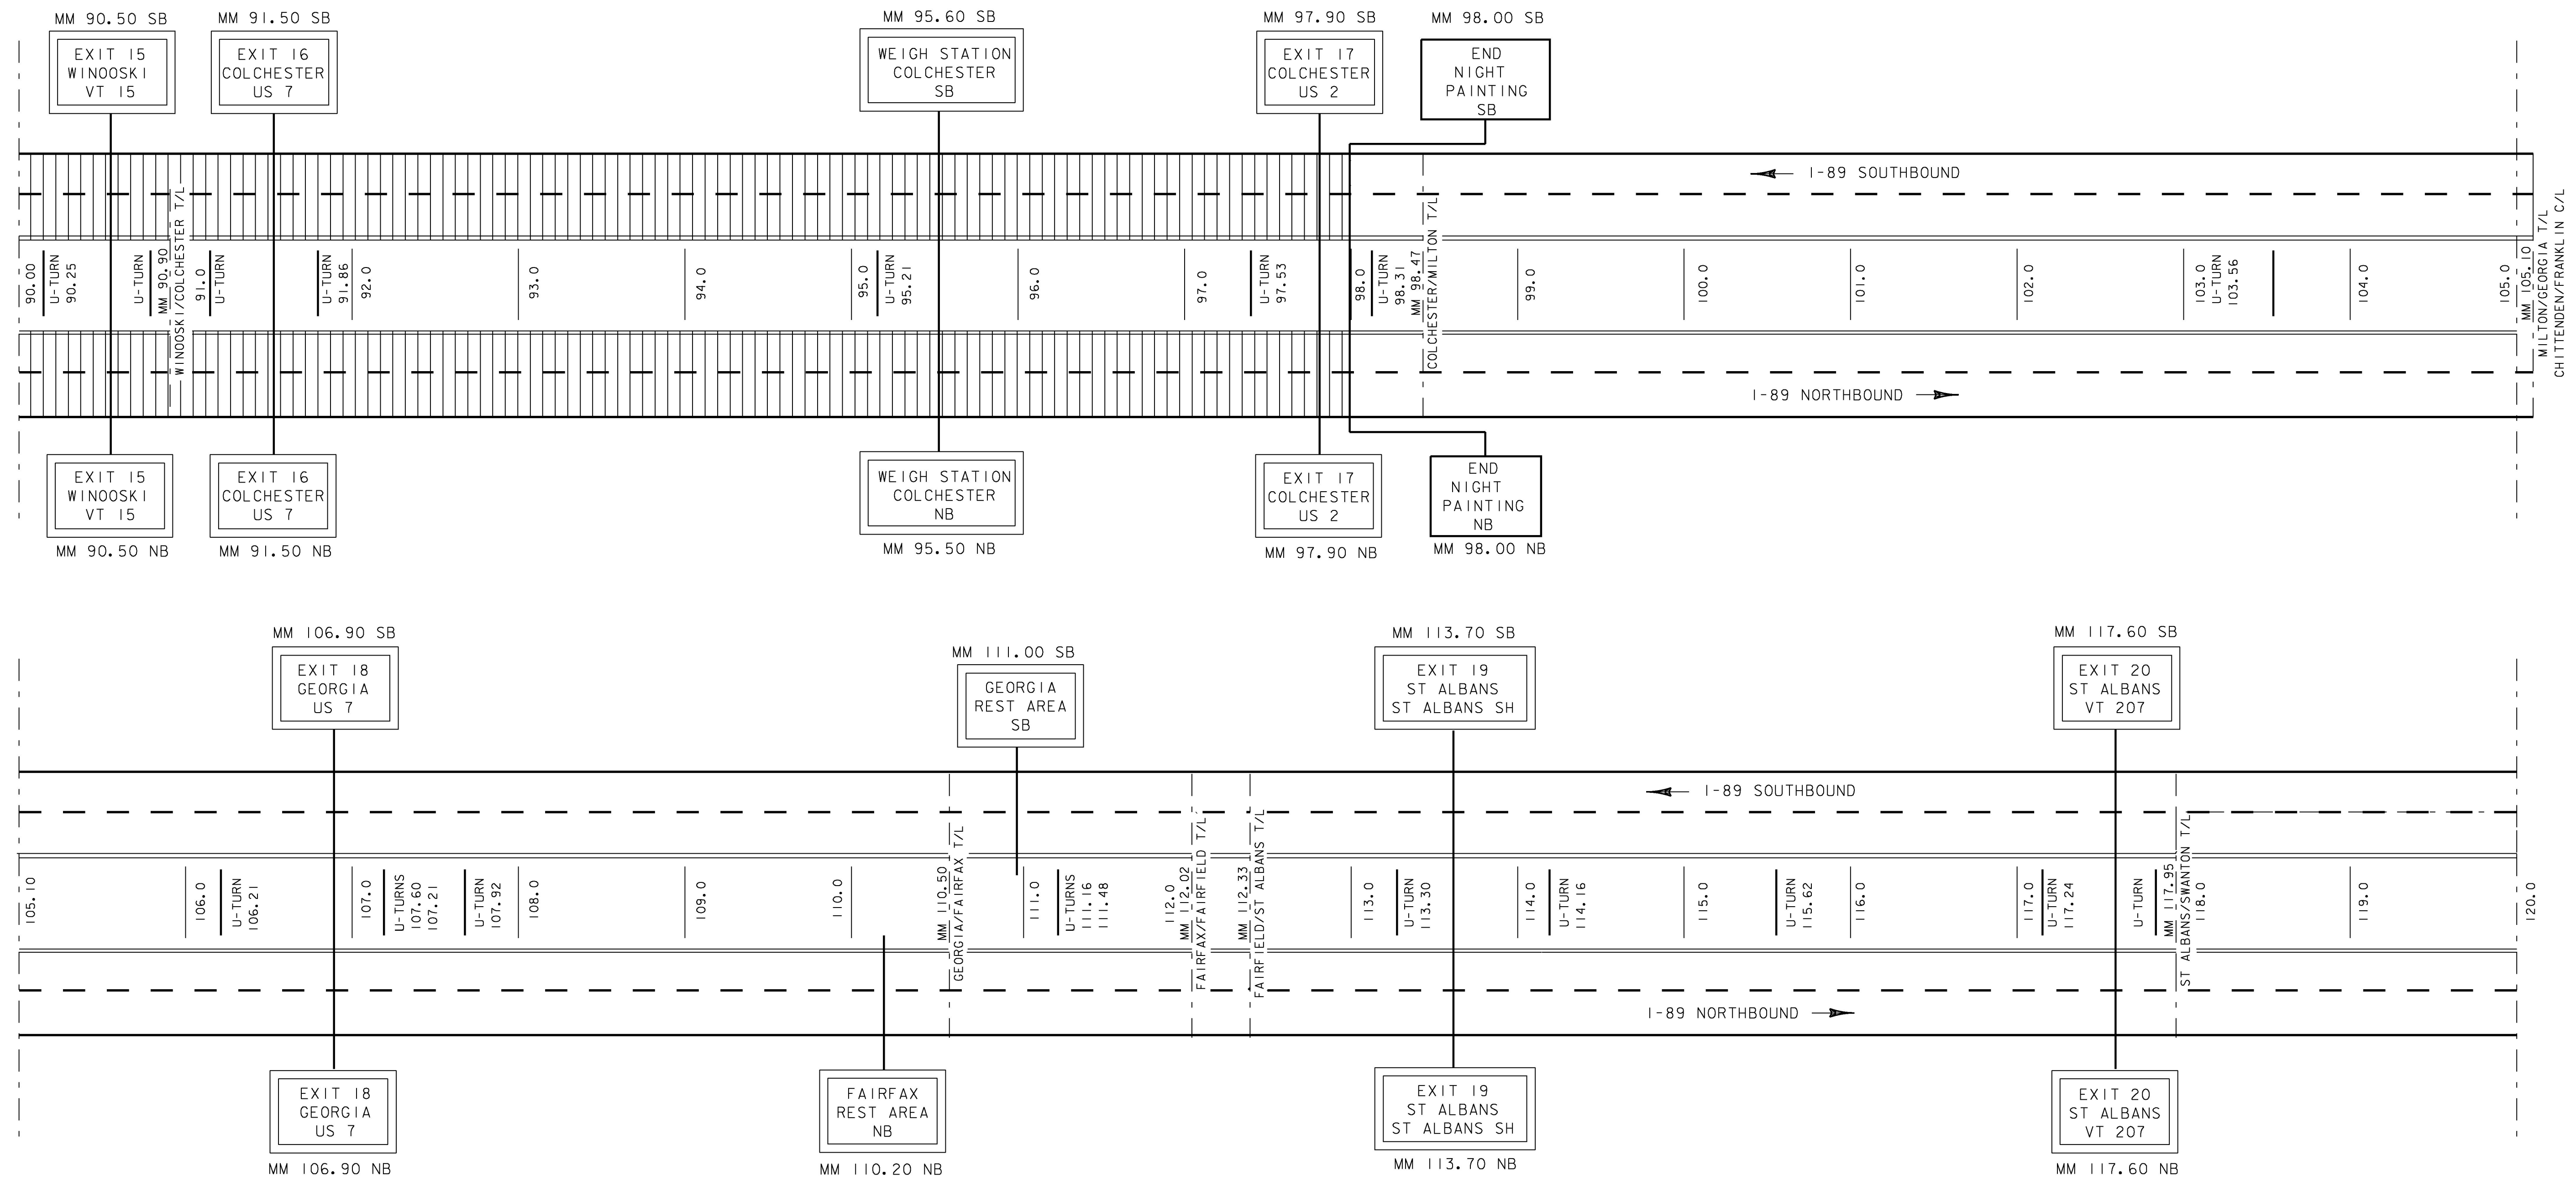 MM 90.50 SB
EXIT 15
WINOOSKI
VT 15
MM 91.50 SB
EXIT 16
COLCHESTER
US 7
MM 95.60 SB
WEIGH STATION
COLCHESTER
SB
MM 97.90 SB
EXIT 17
COLCHESTER
US 2
MM 98.00 SB
END
NIGHT
PAINTING
SB
I-89 SOUTHBOUND
90.00
U-TURN
90.25
U-TURN
MM 90.90
WINOOSKI/COLCHESTER T/L
91.0
U-TURN
U-TURN
91.86
92.0
93.0
94.0
95.0
U-TURN
95.21
96.0
97.0
U-TURN
97.53
98.0
U-TURN
98.31
MM 98.47
COLCHESTER/MILTON T/L
99.0
100.0
101.0
102.0
103.0
U-TURN
103.56
104.0
105.0
MM 105.10
MILTON/GEORGIA T/L
CHITTENDEN/FRANKLIN C/L
I-89 NORTHBOUND
EXIT 15
WINOOSKI
VT 15
MM 90.50 NB
EXIT 16
COLCHESTER
US 7
MM 91.50 NB
WEIGH STATION
COLCHESTER
NB
MM 95.50 NB
EXIT 17
COLCHESTER
US 2
MM 97.90 NB
END
NIGHT
PAINTING
NB
MM 98.00 NB
MM 106.90 SB
EXIT 18
GEORGIA
US 7
MM 111.00 SB
GEORGIA
REST AREA
SB
MM 113.70 SB
EXIT 19
ST ALBANS
ST ALBANS SH
MM 117.60 SB
EXIT 20
ST ALBANS
VT 207
I-89 SOUTHBOUND
105.10
106.0
U-TURN
106.21
107.0
U-TURNS
107.60
107.21
U-TURN
107.92
108.0
109.0
110.0
MM 110.50
GEORGIA/FAIRFAX T/L
111.0
U-TURNS
111.16
111.48
112.0
MM 112.02
FAIRFAX/FAIRFIELD T/L
MM 112.33
FAIRFIELD/ST ALBANS T/L
113.0
U-TURN
113.30
114.0
U-TURN
114.16
115.0
U-TURN
115.62
116.0
117.0
U-TURN
117.24
U-TURN
MM 117.95
ST ALBANS/SWANTON T/L
118.0
119.0
120.0
I-89 NORTHBOUND
EXIT 18
GEORGIA
US 7
MM 106.90 NB
FAIRFAX
REST AREA
NB
MM 110.20 NB
EXIT 19
ST ALBANS
ST ALBANS SH
MM 113.70 NB
EXIT 20
ST ALBANS
VT 207
MM 117.60 NB